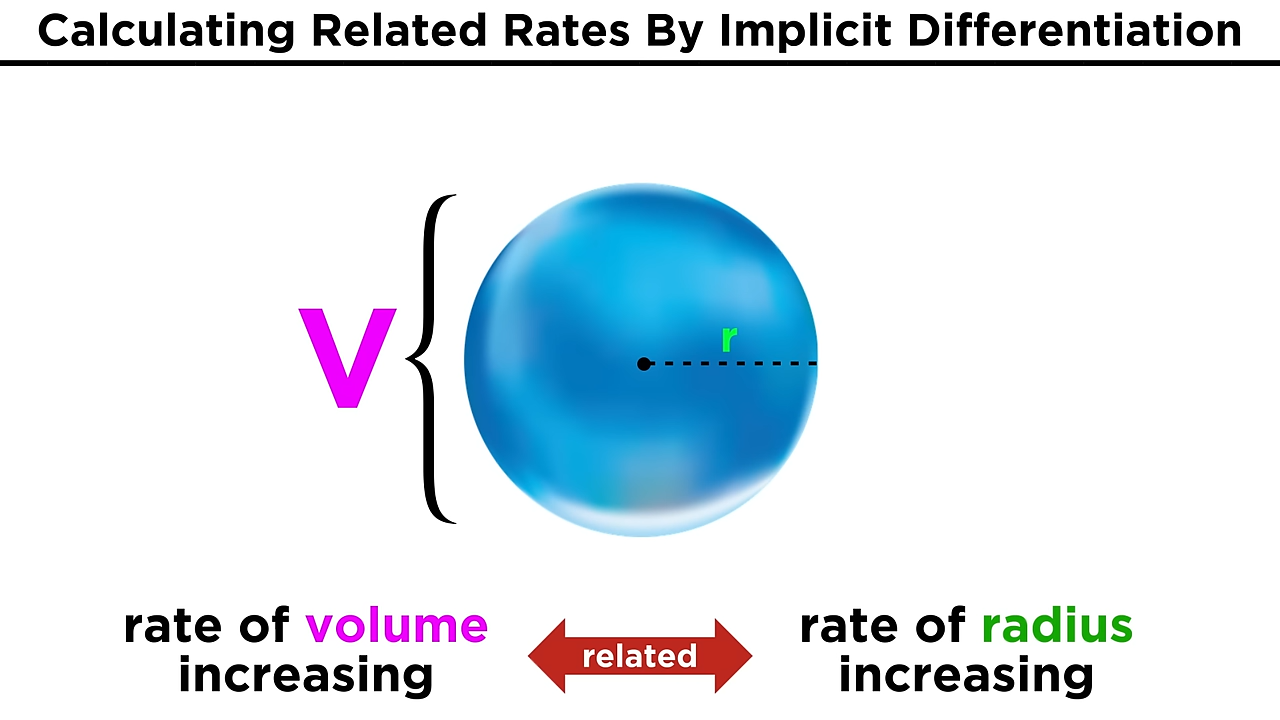 Calculating Related Rates By Implicit Differentiation
V
r
rate of volume
increasing
related
rate of radius
increasing